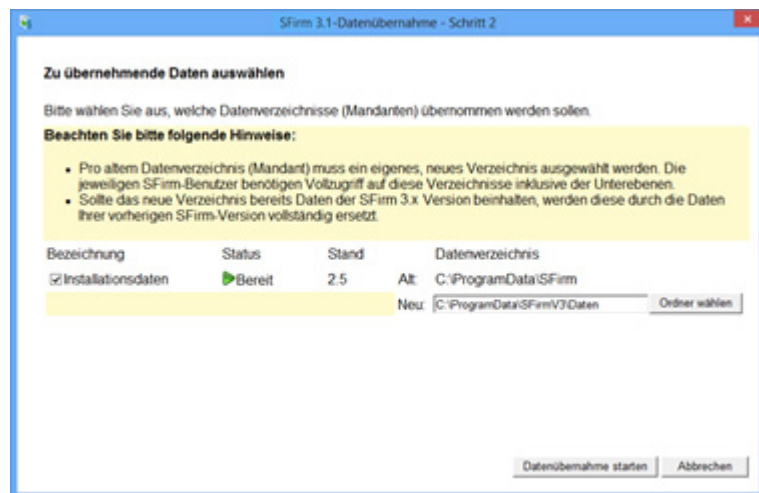 SFirm 3.1-Datenübernahme - Schritt 2
Zu übernehmende Daten auswählen
Bitte wählen Sie aus, welche Datenverzeichnisse (Mandanten) übernommen werden sollen.
Beachten Sie bitte folgende Hinweise:
• Pro altem Datenverzeichnis (Mandant) muss ein eigenes, neues Verzeichnis ausgewählt werden. Die
jeweiligen SFirm-Benutzer benötigen Vollzugriff auf diese Verzeichnisse inklusive der Unterebenen.
• Sollte das neue Verzeichnis bereits Daten der SFirm 3.x Version beinhalten, werden diese durch die Daten
Ihrer vorherigen SFirm-Version vollständig ersetzt.
Bezeichnung Status Stand Datenverzeichnis
Installationsdaten Bereit 2.5 Alt: C:\ProgramData\SFirm
Neu: C:\ProgramData\SFirmV3\Daten Ordner wählen
Datenübernahme starten Abbrechen